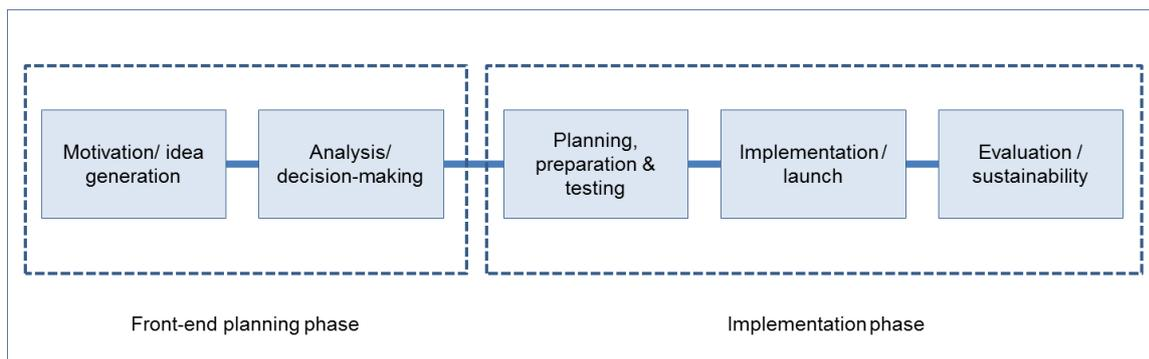 Motivation/ idea
generation
Analysis/
decision-making
Planning,
preparation &
testing
Implementation/
launch
Evaluation /
sustainability
Front-end planning phase
Implementation phase